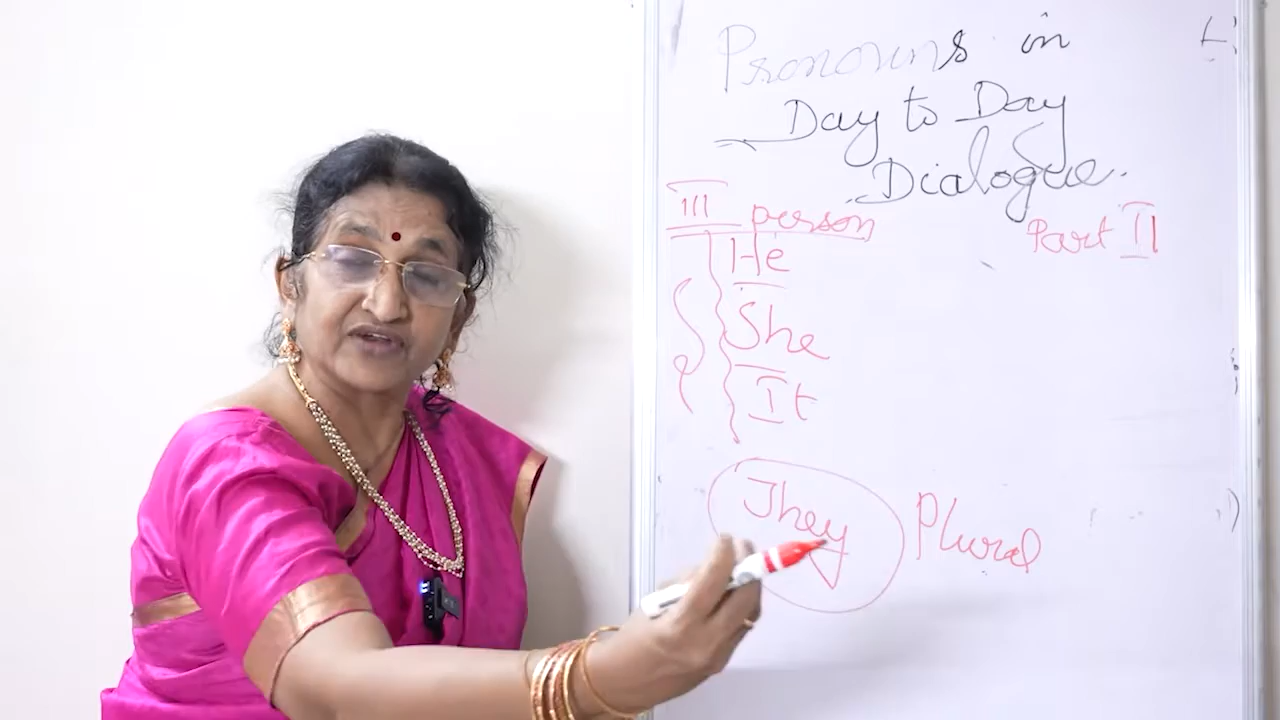 Pronouns in
Day to Day
Dialogue.
Part II
III person
He
She
It
They Plural